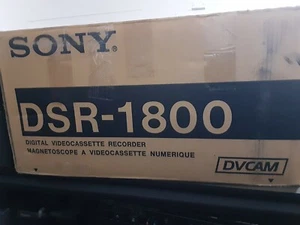 SONY
DSR-1800
DIGITAL VIDEOCASSETTE RECORDER
MAGNETOSCOPE A VIDEOCASSETTE NUMERIQUE
DVCAM